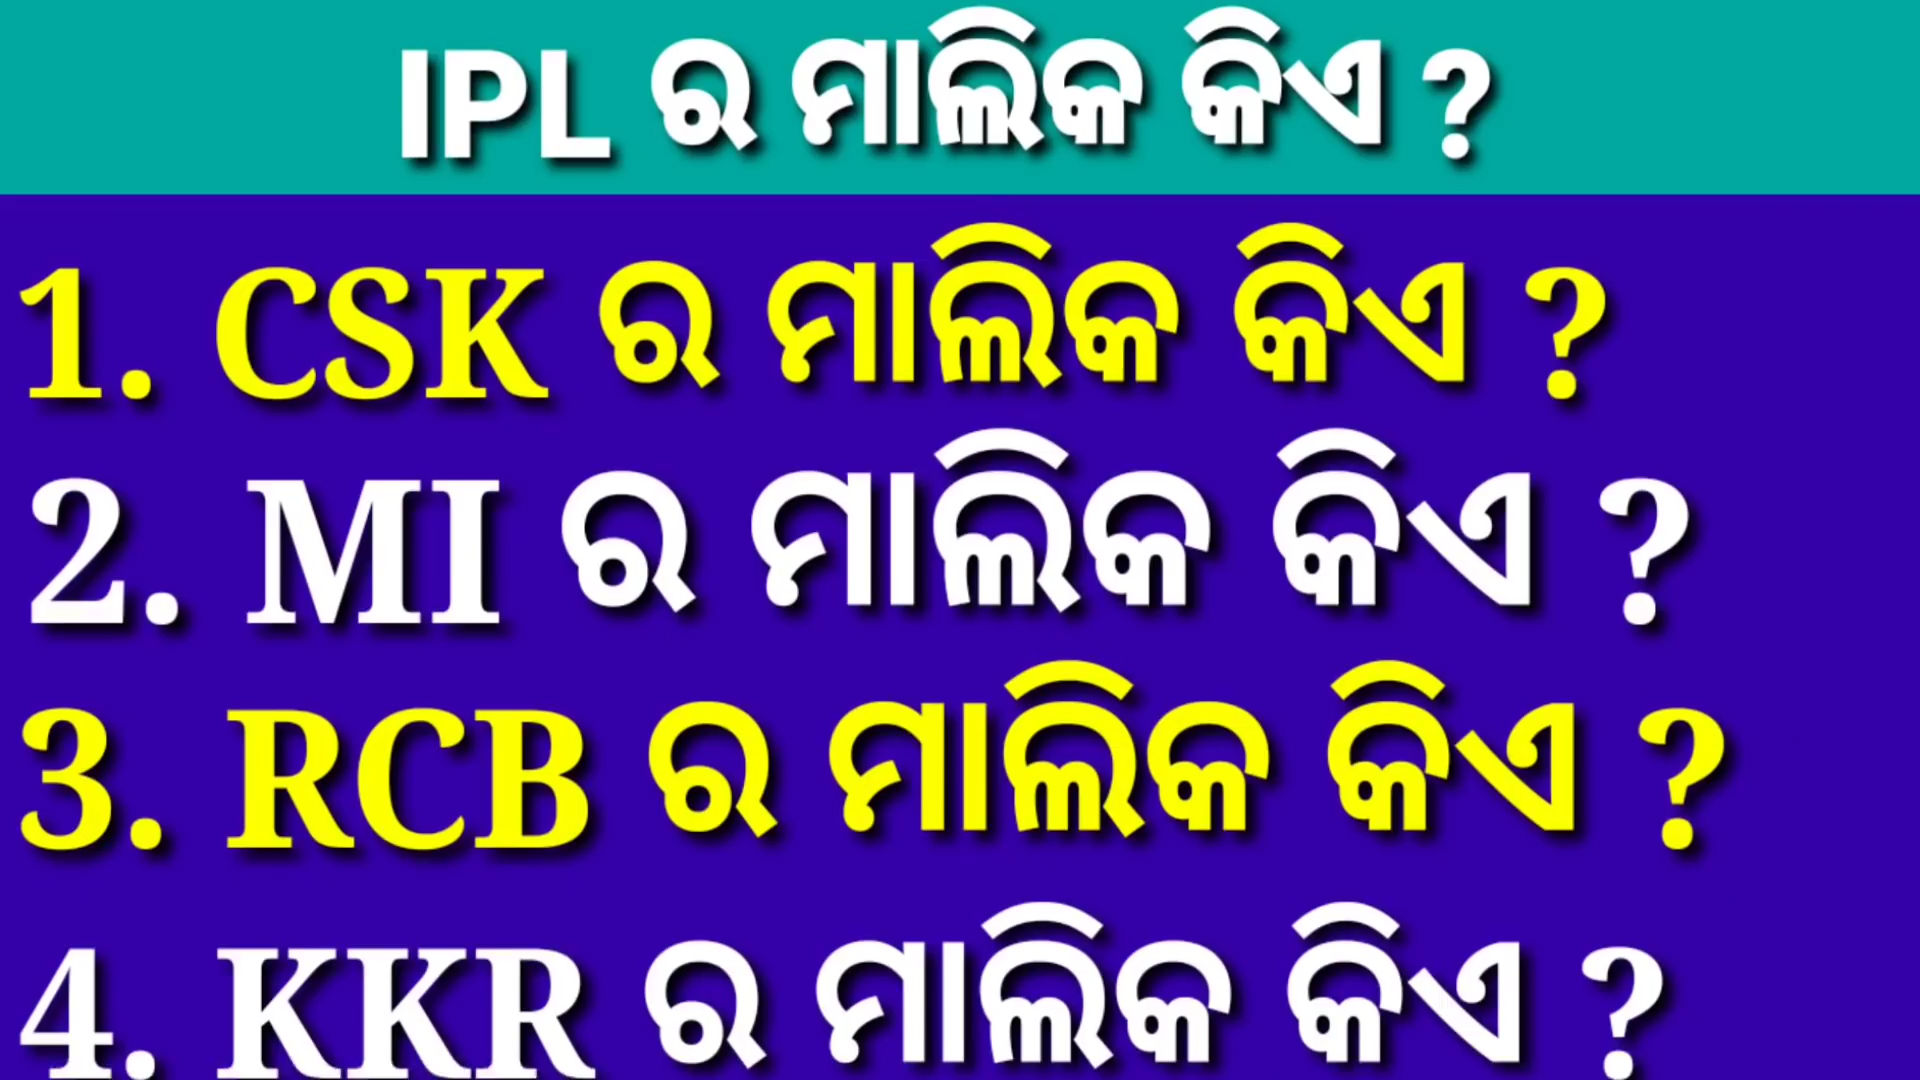 IPL ର ମାଲିକ କିଏ ?
1. CSK ର ମାଲିକ କିଏ ?
2. MI ର ମାଲିକ କିଏ ?
3. RCB ର ମାଲିକ କିଏ ?
4. KKR ର ମାଲିକ କିଏ ?